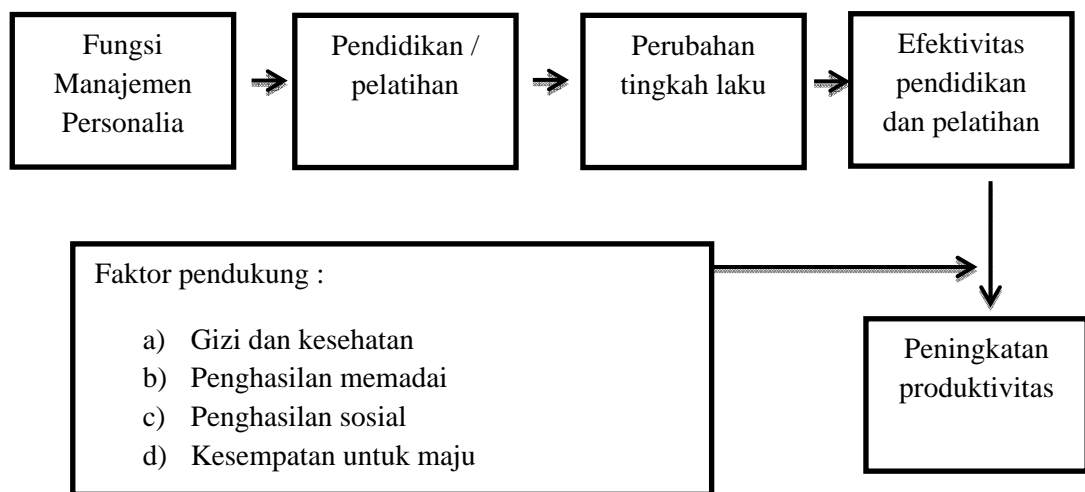 Fungsi
Manajemen
Personalia
Pendidikan /
pelatihan
Perubahan
tingkah laku
Efektivitas
pendidikan
dan pelatihan
Faktor pendukung :
a) Gizi dan kesehatan
b) Penghasilan memadai
c) Penghasilan sosial
d) Kesempatan untuk maju
Peningkatan
produktivitas